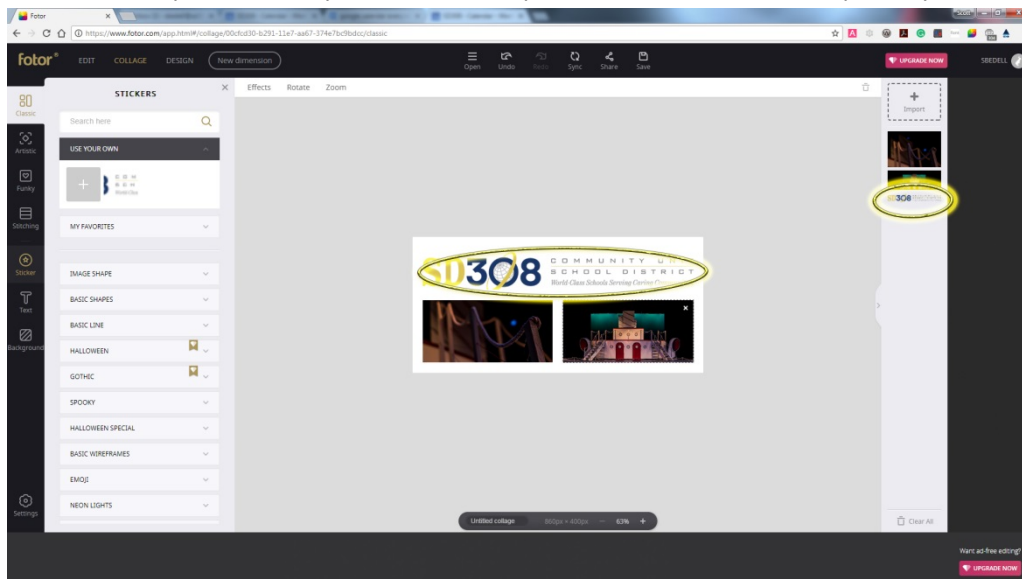 Fotor
https://www.fotor.com/app.html#/collage/00cfcd30-b291-11e7-aa67-374e7bc9bdcc/classic
fotor EDIT COLLAGE DESIGN New dimension Open Undo Redo Sync Share Save UPGRADE NOW SBEDELL
Effects Rotate Zoom
STICKERS
Search here
USE YOUR OWN
MY FAVORITES
IMAGE SHAPE
BASIC SHAPES
BASIC LINE
HALLOWEEN
GOTHIC
SPOOKY
HALLOWEEN SPECIAL
BASIC WIREFRAMES
EMOJI
NEON LIGHTS
Classic
Artistic
Funky
Stitching
Sticker
Text
Background
Settings
SD308 COMMUNITY
SCHOOL DISTRICT
World Class Schools Serving Caring
Untitled collage 860px × 400px − 63% +
Import
SD308
Clear All
Want ad-free editing?
UPGRADE NOW